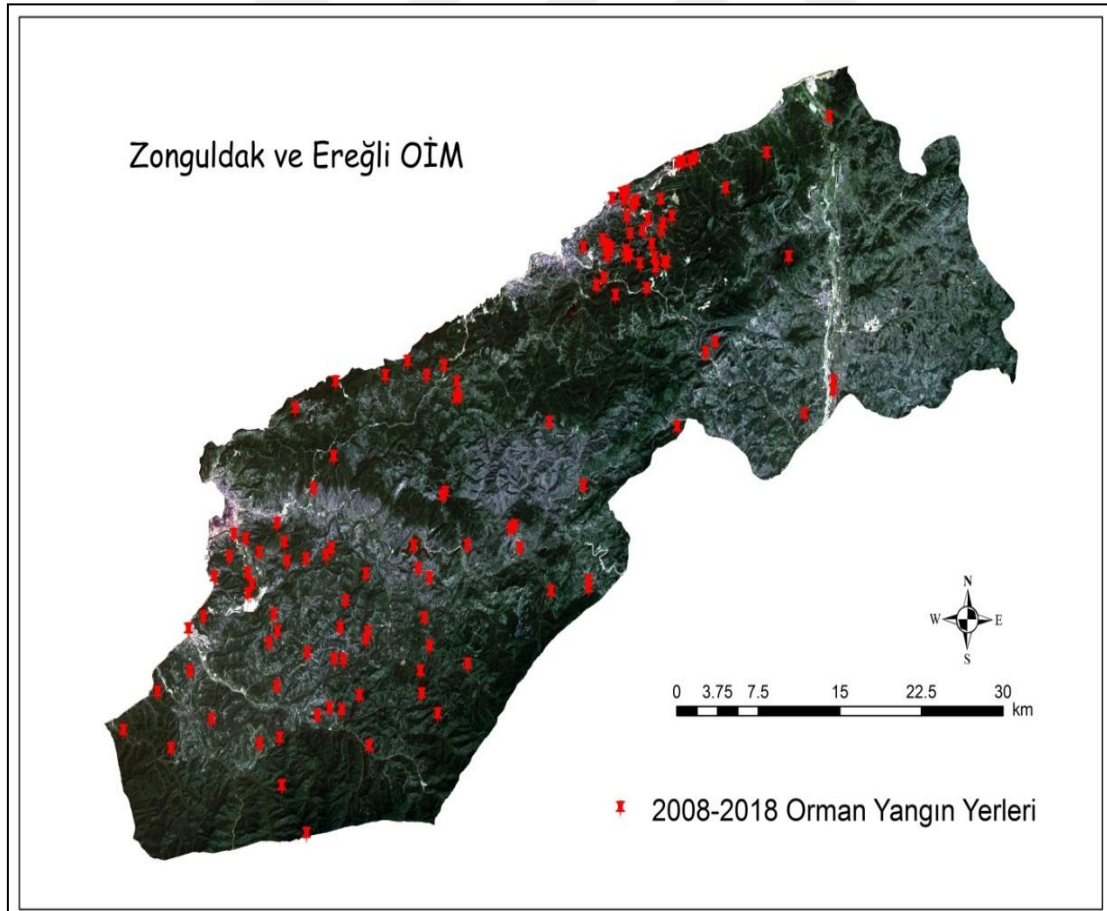 Zonguldak ve Ereğli OİM
N
W E
S
0 3.75 7.5 15 22.5 30
km
2008-2018 Orman Yangın Yerleri